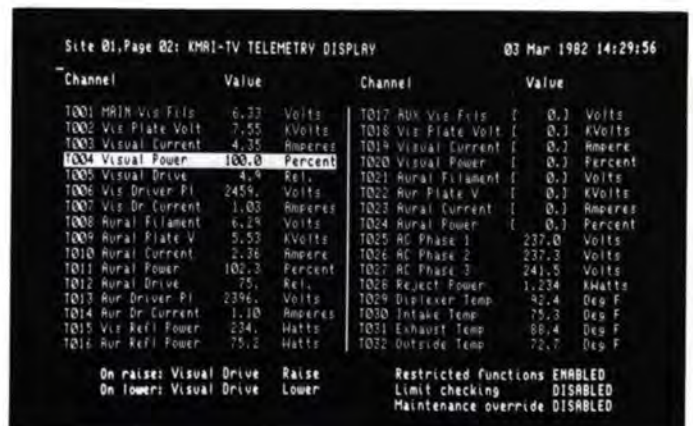 Site 01,Page 02: KMRI-TV TELEMETRY DISPLAY 03 Mar 1982 14:29:56
Channel Value Channel Value
T001 MAIN Vis Fils 6.33 Volts T017 AUX Vis Fils [ 0.] Volts
T002 Vis Plate Volt 7.55 KVolts T018 Vis Plate Volt [ 0.] KVolts
T003 Visual Current 4.35 Amperes T019 Visual Current [ 0.] Ampere
T004 Visual Power 100.0 Percent T020 Visual Power [ 0.] Percent
T005 Visual Drive 4.9 Rel. T021 Aural Filament [ 0.] Volts
T006 Vis Driver Pl 2459. Volts T022 Aur Plate V [ 0.] KVolts
T007 Vis Dr Current 1.03 Amperes T023 Aural Current [ 0.] Amperes
T008 Aural Filament 6.29 Volts T024 Aural Power [ 0.] Percent
T009 Aural Plate V 5.53 KVolts T025 AC Phase 1 237.0 Volts
T010 Aural Current 2.36 Ampere T026 AC Phase 2 237.3 Volts
T011 Aural Power 102.3 Percent T027 AC Phase 3 241.5 Volts
T012 Aural Drive 75. Rel. T028 Reject Power 1.234 KWatts
T013 Aur Driver Pl 2396. Volts T029 Diplexer Temp 92.4 Deg F
T014 Aur Dr Current 1.10 Amperes T030 Intake Temp 75.3 Deg F
T015 Vis Refl Power 234. Watts T031 Exhaust Temp 88.4 Deg F
T016 Aur Refl Power 75.2 Watts T032 Outside Temp 72.7 Deg F
On raise: Visual Drive Raise Restricted functions ENABLED
On lower: Visual Drive Lower Limit checking DISABLED
Maintenance override DISABLED